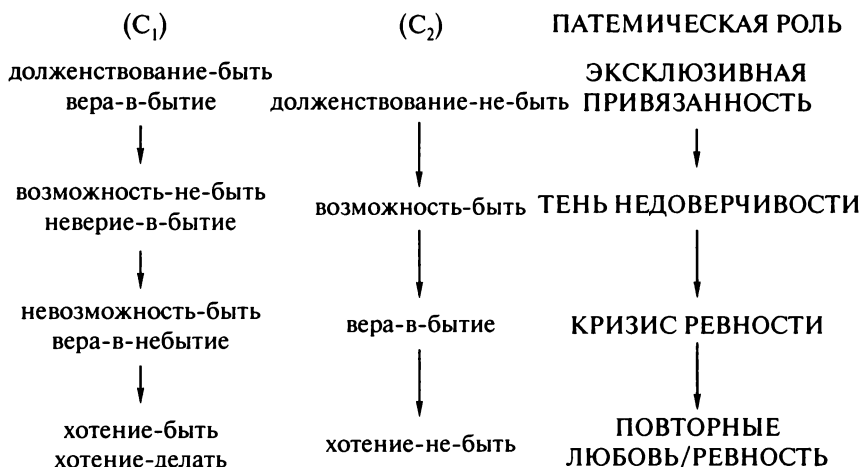 (C₁) (C₂) ПАТЕМИЧЕСКАЯ РОЛЬ
долженствование-быть ЭКСКЛЮЗИВНАЯ
вера-в-бытие долженствование-не-быть ПРИВЯЗАННОСТЬ
возможность-не-быть
неверие-в-бытие возможность-быть ТЕНЬ НЕДОВЕРЧИВОСТИ
невозможность-быть
вера-в-небытие вера-в-бытие КРИЗИС РЕВНОСТИ
хотение-быть ПОВТОРНЫЕ
хотение-делать хотение-не-быть ЛЮБОВЬ/РЕВНОСТЬ